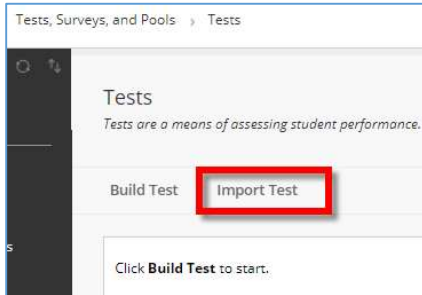 Tests, Surveys, and Pools > Tests
Tests
Tests are a means of assessing student performance.
Build Test Import Test
s
Click Build Test to start.